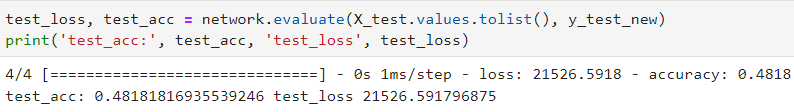 test_loss, test_acc = network.evaluate(X_test.values.tolist(), y_test_new)
print('test_acc:', test_acc, 'test_loss', test_loss)
4/4 [==============================] - 0s 1ms/step - loss: 21526.5918 - accuracy: 0.4818
test_acc: 0.48181816935539246 test_loss 21526.591796875